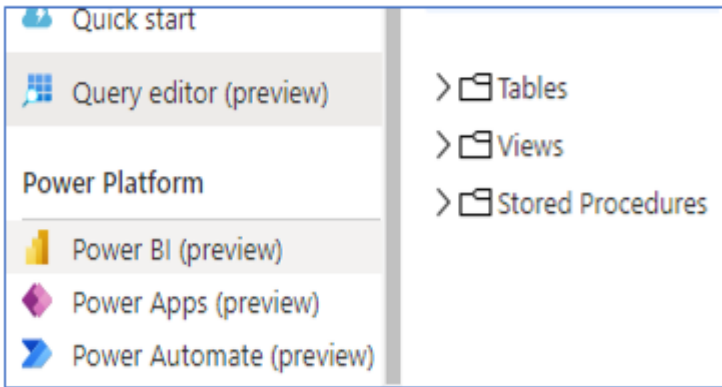 Quick start
Query editor (preview)
Power Platform
Power BI (preview)
Power Apps (preview)
Power Automate (preview)
Tables
Views
Stored Procedures